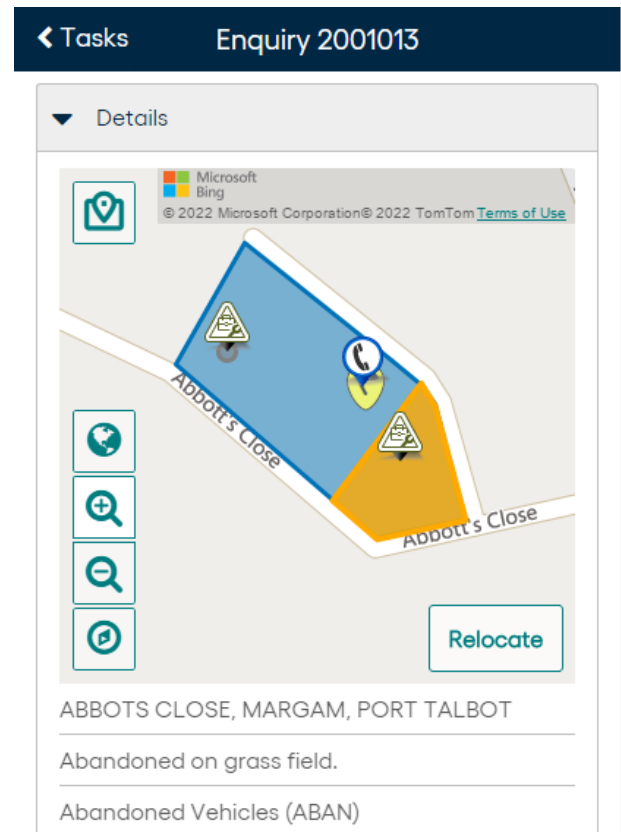 Tasks
Enquiry 2001013
Details
Microsoft
Bing
© 2022 Microsoft Corporation© 2022 TomTom Terms of Use
Abbott's Close
Abbott's Close
Relocate
ABBOTS CLOSE, MARGAM, PORT TALBOT
Abandoned on grass field.
Abandoned Vehicles (ABAN)